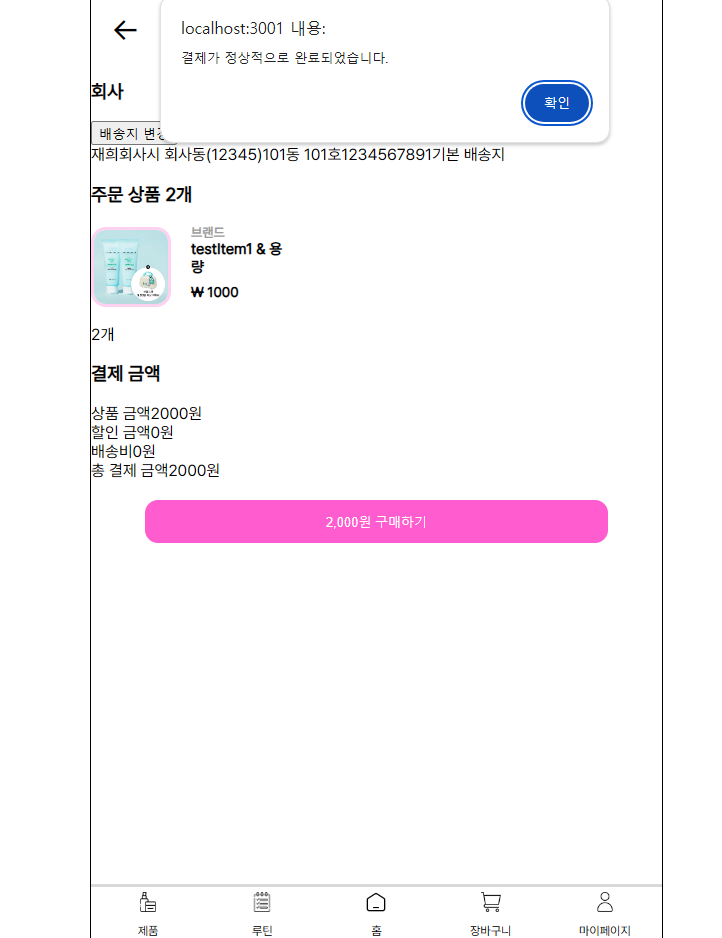 localhost:3001 내용:
결제가 정상적으로 완료되었습니다.
확인
회사
배송지 변경
재희회사시 회사동(12345)101동 101호1234567891기본 배송지
주문 상품 2개
브랜드
testItem1 & 용
량
₩ 1000
2개
결제 금액
상품 금액2000원
할인 금액0원
배송비0원
총 결제 금액2000원
2,000원 구매하기
제품
루틴
홈
장바구니
마이페이지